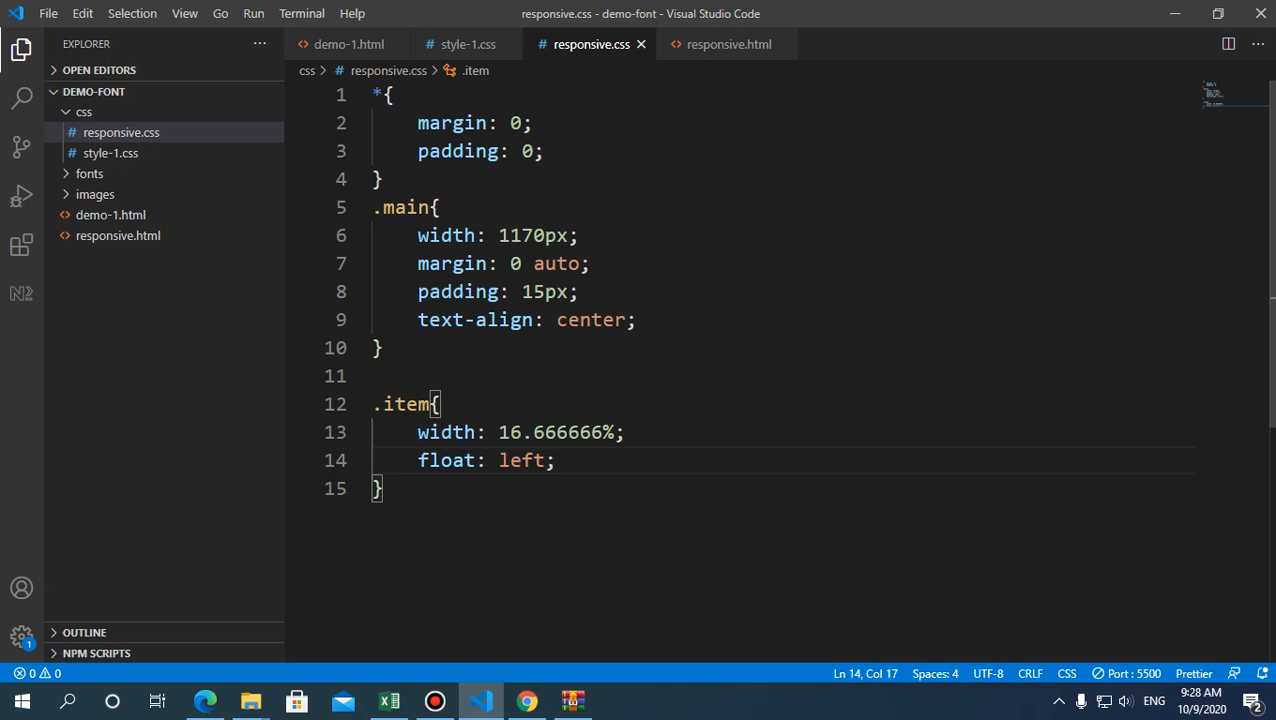 File Edit Selection View Go Run Terminal Help
responsive.css - demo-font - Visual Studio Code
EXPLORER
demo-1.html
style-1.css
responsive.css
responsive.html
OPEN EDITORS
css > responsive.css > .item
DEMO-FONT
css
responsive.css
style-1.css
fonts
images
demo-1.html
responsive.html
1 *{
2 margin: 0;
3 padding: 0;
4 }
5 .main{
6 width: 1170px;
7 margin: 0 auto;
8 padding: 15px;
9 text-align: center;
10 }
11
12 .item{
13 width: 16.666666%;
14 float: left;
15 }
OUTLINE
NPM SCRIPTS
1
0 0
Ln 14, Col 17 Spaces: 4 UTF-8 CRLF CSS Port : 5500 Prettier
ENG
9:28 AM
10/9/2020
2